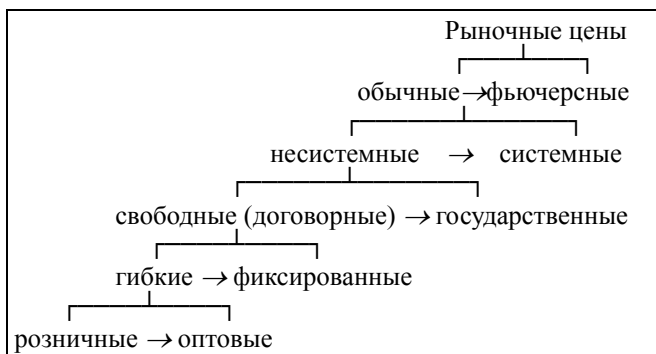 Рыночные цены
обычные → фьючерсные
несистемные → системные
свободные (договорные) → государственные
гибкие → фиксированные
розничные → оптовые